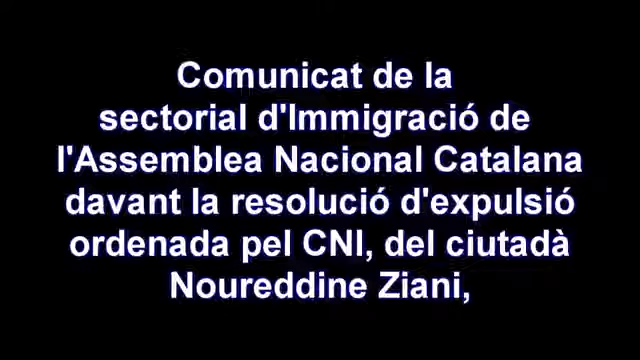 Comunicat de la
sectorial d'Immigració de
l'Assemblea Nacional Catalana
davant la resolució d'expulsió
ordenada pel CNI, del ciutadà
Noureddine Ziani,